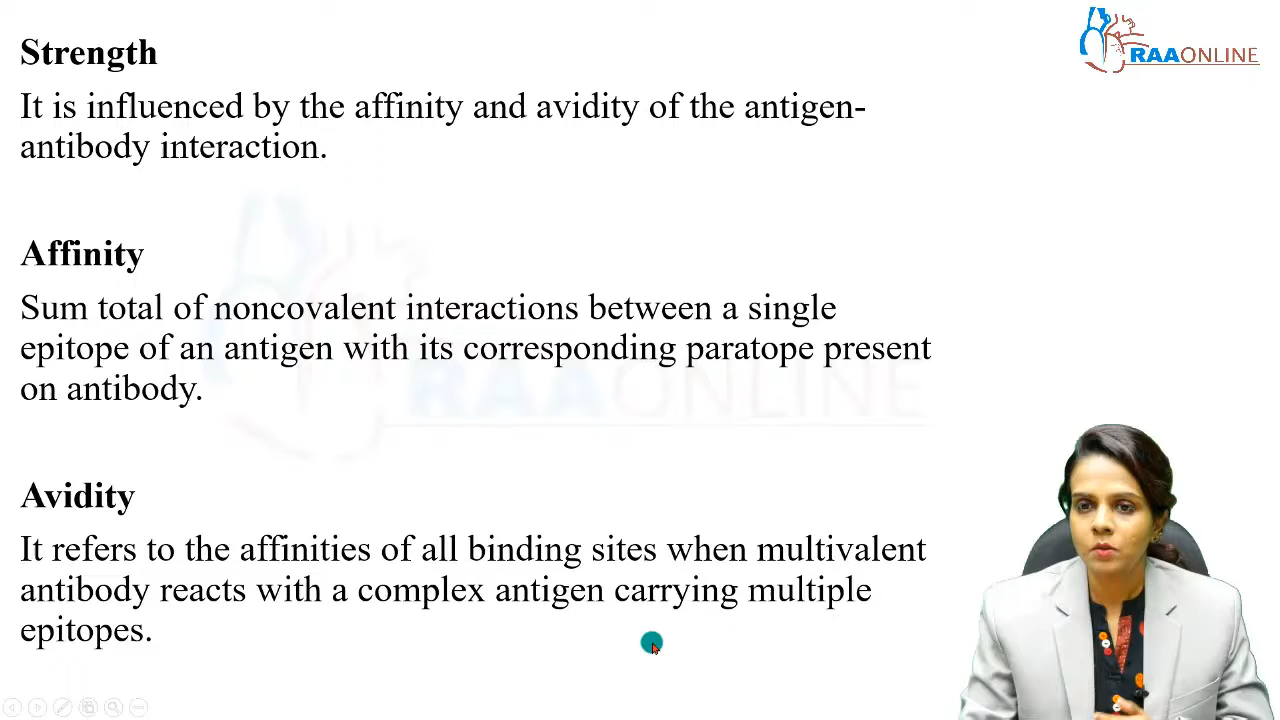 RAAONLINE
Strength
It is influenced by the affinity and avidity of the antigen-
antibody interaction.
Affinity
Sum total of noncovalent interactions between a single
epitope of an antigen with its corresponding paratope present
on antibody.
RAAONLINE
Avidity
It refers to the affinities of all binding sites when multivalent
antibody reacts with a complex antigen carrying multiple
epitopes.